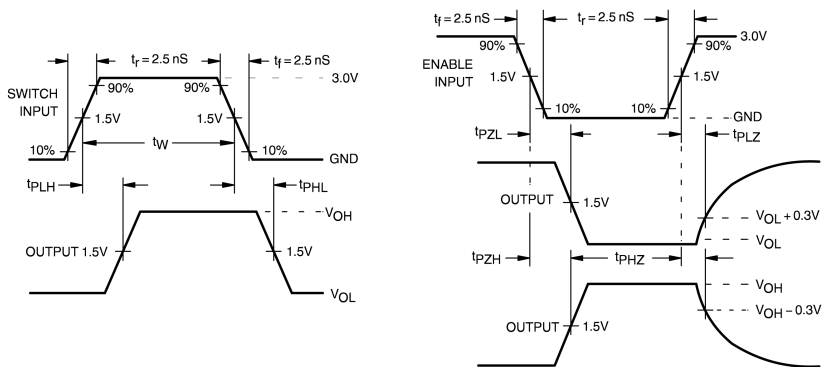 tr = 2.5 nS
tf = 2.5 nS
3.0V
90%
90%
SWITCH
INPUT
1.5V
1.5V
tW
10%
10%
GND
tPLH
tPHL
VOH
OUTPUT 1.5V
1.5V
VOL
tf = 2.5 nS
tr = 2.5 nS
3.0V
90%
90%
ENABLE
INPUT
1.5V
1.5V
10%
10%
GND
tPZL
tPLZ
OUTPUT
1.5V
VOL + 0.3V
VOL
tPZH
tPHZ
VOH
VOH – 0.3V
OUTPUT
1.5V